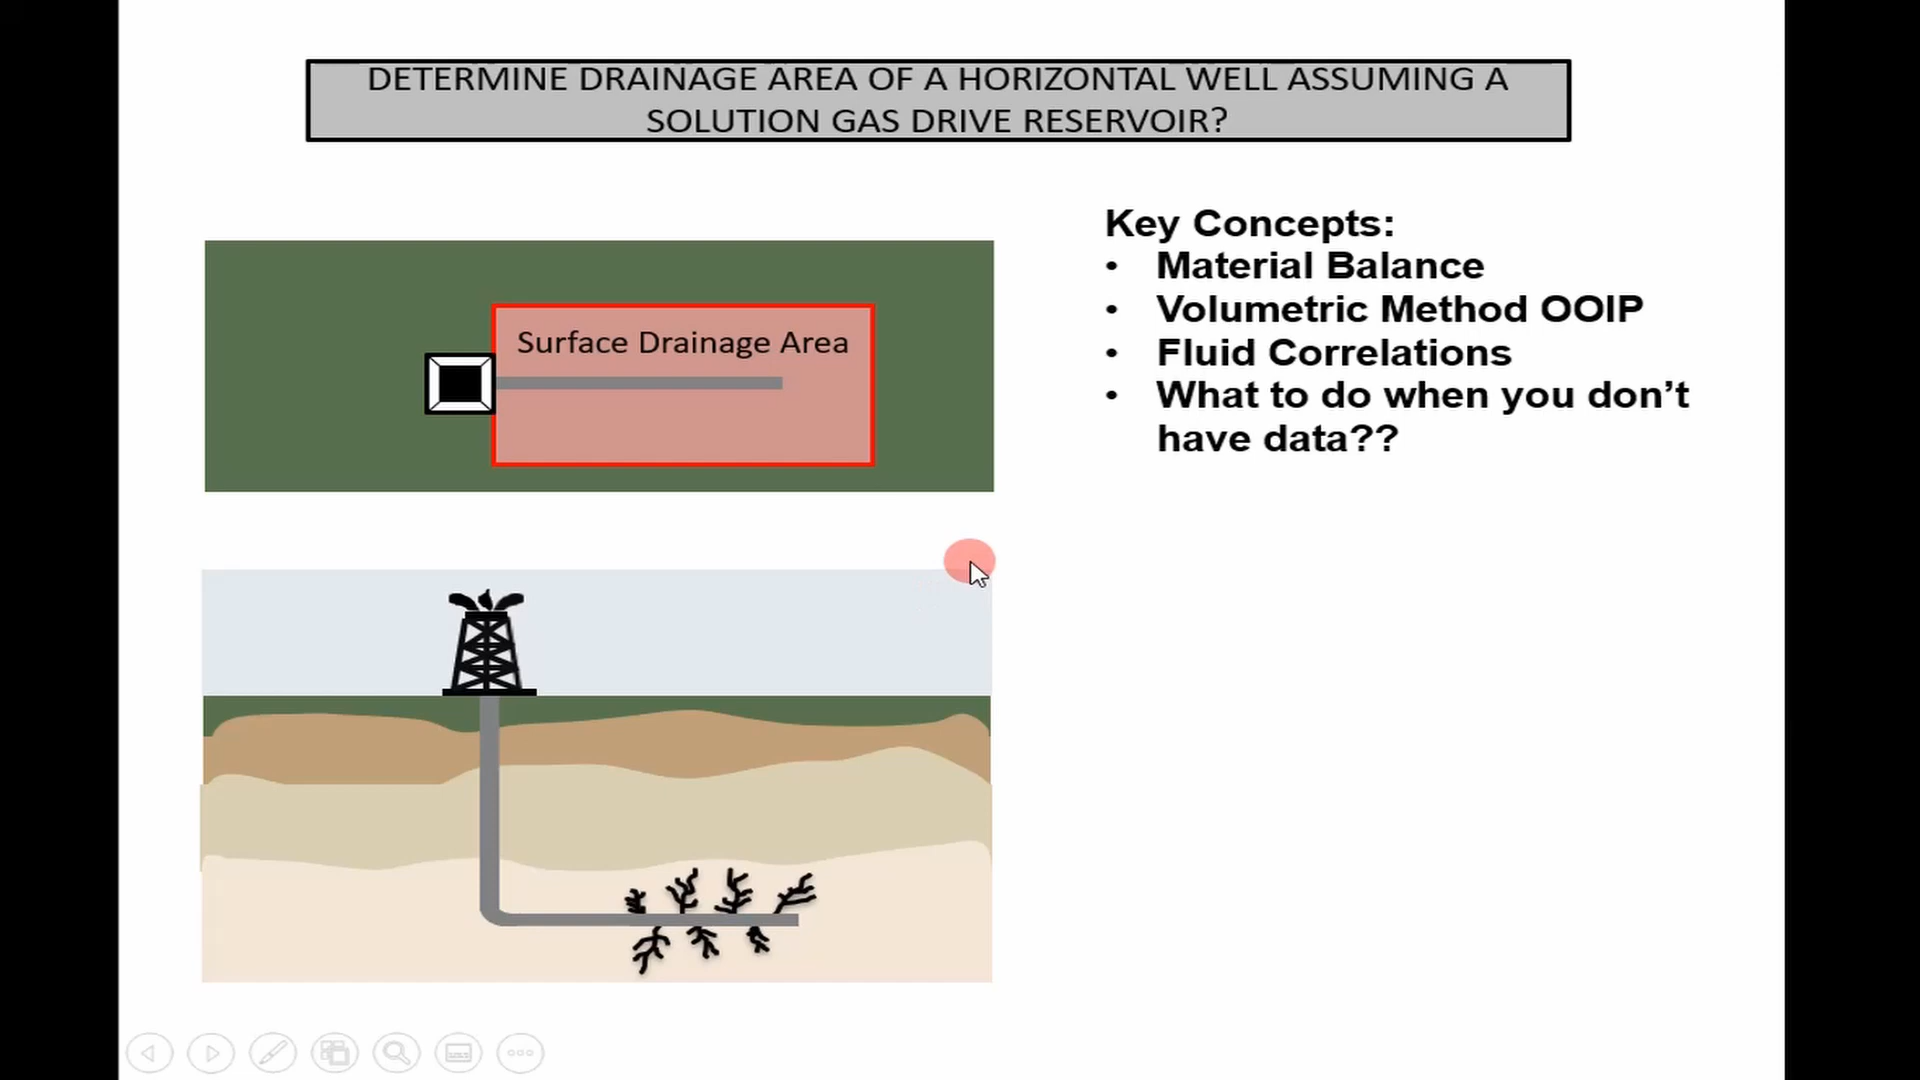 DETERMINE DRAINAGE AREA OF A HORIZONTAL WELL ASSUMING A
SOLUTION GAS DRIVE RESERVOIR?
Surface Drainage Area
Key Concepts:
• Material Balance
• Volumetric Method OOIP
• Fluid Correlations
• What to do when you don’t
have data??